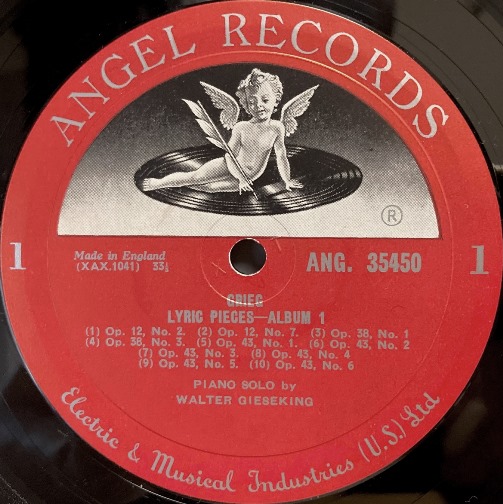 ANGEL RECORDS
®
1
1
Made in England
(XAX.1041) 33⅓
ANG. 35450
GRIEG
LYRIC PIECES—ALBUM 1
(1) Op. 12, No. 2. (2) Op. 12, No. 7. (3) Op. 38, No. 1
(4) Op. 38, No. 3. (5) Op. 43, No. 1. (6) Op. 43, No. 2
(7) Op. 43, No. 3. (8) Op. 43, No. 4
(9) Op. 43, No. 5. (10) Op. 43, No. 6
PIANO SOLO by
WALTER GIESEKING
Electric & Musical Industries (U.S.) Ltd